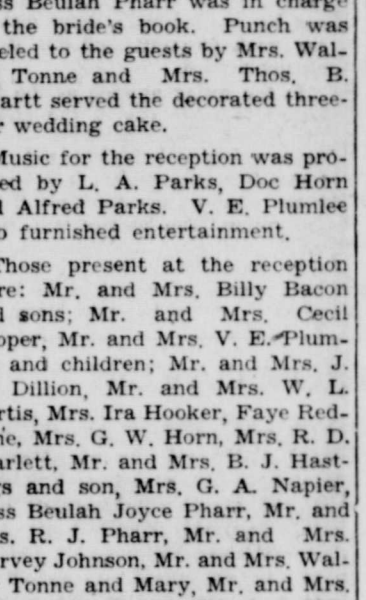 ss Beulah Pharr was in charge
the bride's book. Punch was
eled to the guests by Mrs. Wal-
Tonne and Mrs. Thos. B.
artt served the decorated three-
r wedding cake.
Music for the reception was pro-
ed by L. A. Parks, Doc Horn
d Alfred Parks. V. E. Plumlee
o furnished entertainment.
Those present at the reception
re: Mr. and Mrs. Billy Bacon
d sons; Mr. and Mrs. Cecil
oper, Mr. and Mrs. V. E. Plum-
and children; Mr. and Mrs. J.
Dillion, Mr. and Mrs. W. L.
rtis, Mrs. Ira Hooker, Faye Red-
ie, Mrs. G. W. Horn, Mrs. R. D.
arlett, Mr. and Mrs. B. J. Hast-
s and son, Mrs. G. A. Napier,
ss Beulah Joyce Pharr, Mr. and
s. R. J. Pharr, Mr. and Mrs.
rvey Johnson, Mr. and Mrs. Wal-
Tonne and Mary, Mr. and Mrs.